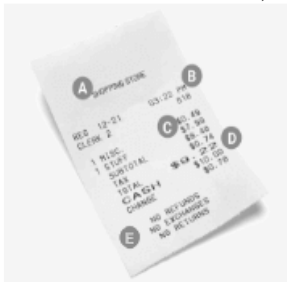 A SHOPPING STORE
B
REG 12-21 03:22 PM
CLERK 2 618
C
1 MISC. 0.49
1 STUFF $7.99
SUBTOTAL $8.48
TAX $0.74
D
TOTAL $9.22
CASH $10.00
CHANGE $0.78
E NO REFUNDS
NO EXCHANGES
NO RETURNS